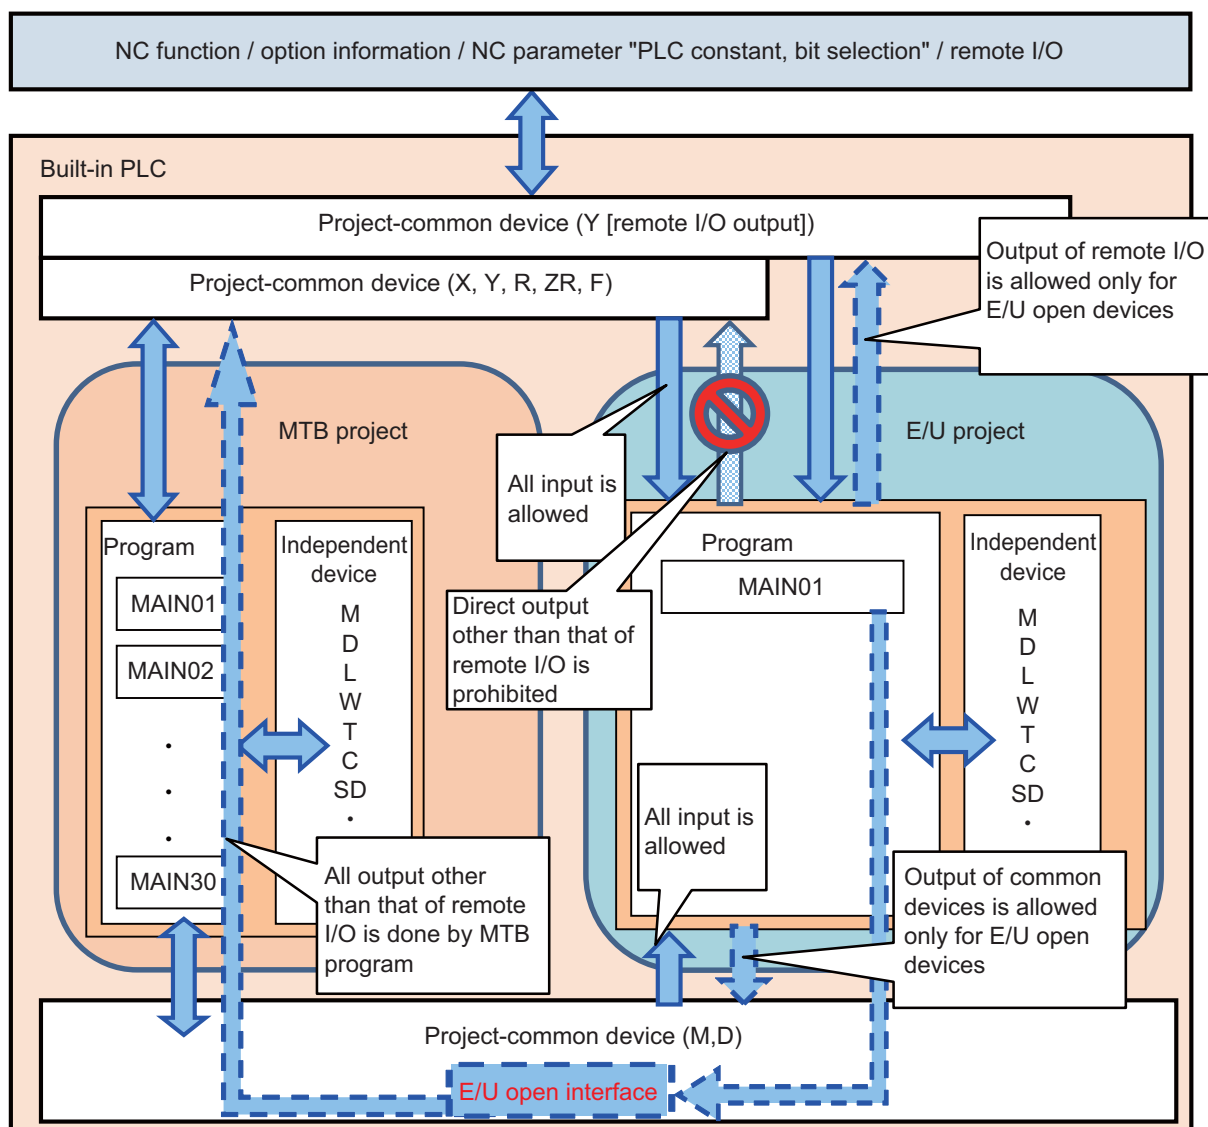 NC function / option information / NC parameter "PLC constant, bit selection" / remote I/O
Built-in PLC
Project-common device (Y [remote I/O output])
Project-common device (X, Y, R, ZR, F)
Output of remote I/O
is allowed only for
E/U open devices
MTB project
E/U project
All input is
allowed
Direct output
other than that of
remote I/O is
prohibited
Program
MAIN01
MAIN02
.
.
.
MAIN30
Independent
device
M
D
L
W
T
C
SD
.
Program
MAIN01
Independent
device
M
D
L
W
T
C
SD
.
All output other
than that of remote
I/O is done by MTB
program
All input is
allowed
Output of common
devices is allowed
only for E/U open
devices
Project-common device (M,D)
E/U open interface